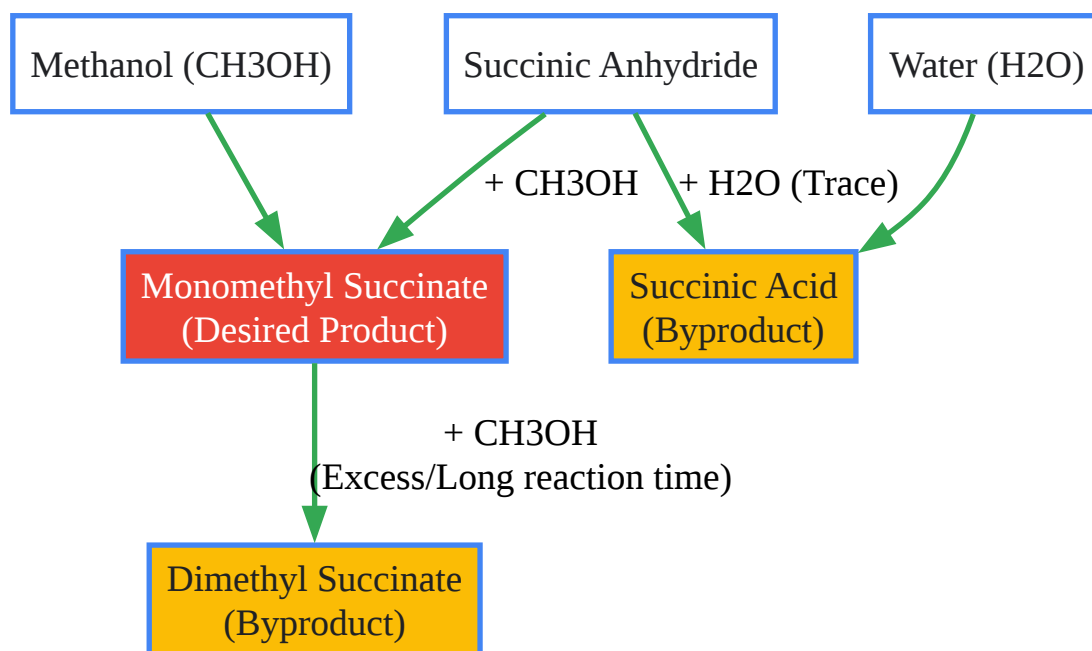 Methanol (CH3OH)
Succinic Anhydride
Water (H2O)
+ CH3OH
+ H2O (Trace)
Monomethyl Succinate
(Desired Product)
Succinic Acid
(Byproduct)
+ CH3OH
(Excess/Long reaction time)
Dimethyl Succinate
(Byproduct)